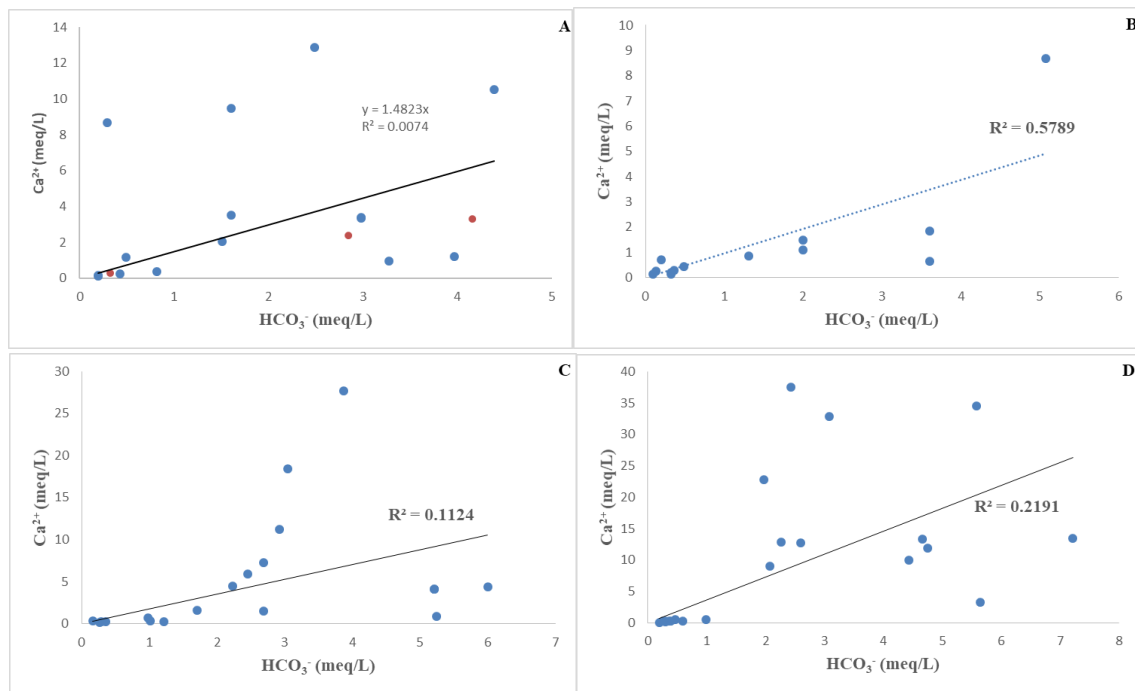 A
14
12
10
8
6
4
2
0
Ca²⁺ (meq/L)
y = 1.4823x
R² = 0.0074
0 1 2 3 4 5
HCO₃⁻ (meq/L)
B
10
9
8
7
6
5
4
3
2
1
0
Ca²⁺ (meq/L)
R² = 0.5789
0 1 2 3 4 5 6
HCO₃⁻ (meq/L)
C
30
25
20
15
10
5
0
Ca²⁺ (meq/L)
R² = 0.1124
0 1 2 3 4 5 6 7
HCO₃⁻ (meq/L)
D
40
35
30
25
20
15
10
5
0
Ca²⁺ (meq/L)
R² = 0.2191
0 1 2 3 4 5 6 7 8
HCO₃⁻ (meq/L)